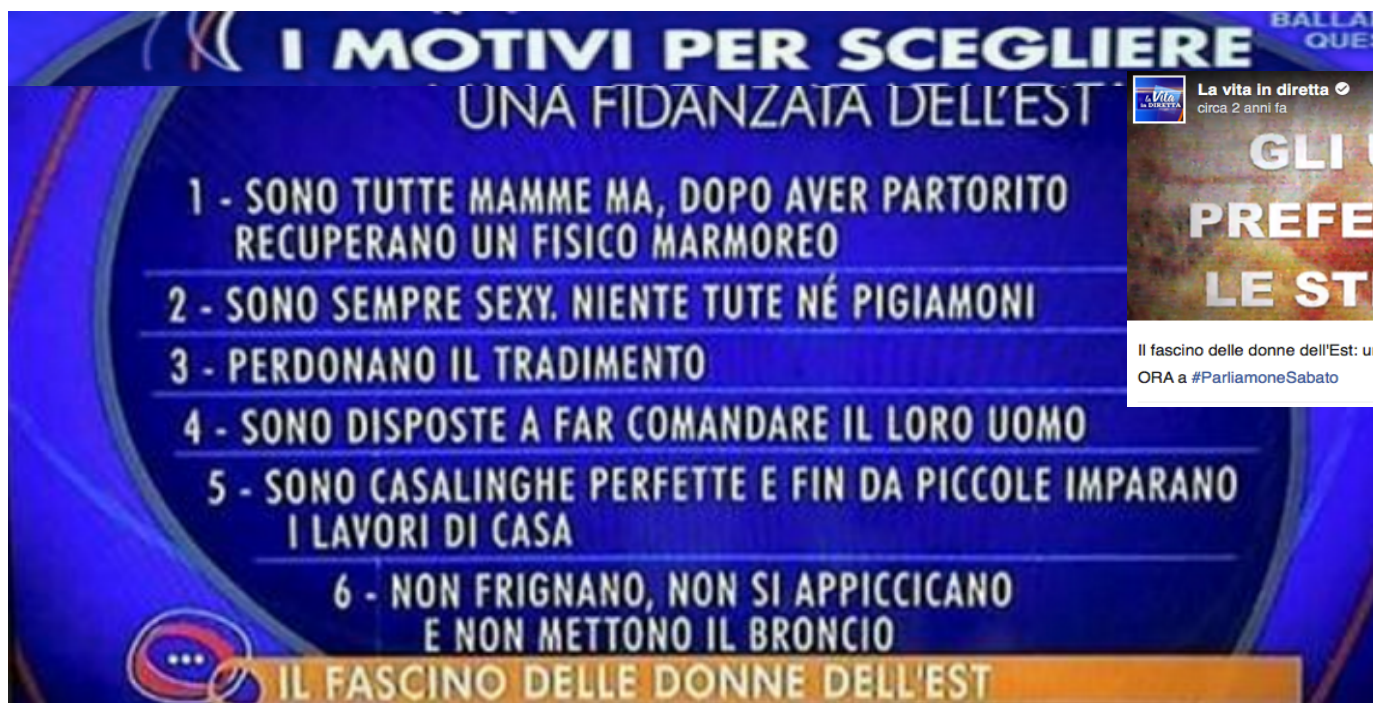 I MOTIVI PER SCEGLIERE
UNA FIDANZATA DELL'EST
1 - SONO TUTTE MAMME MA, DOPO AVER PARTORITO
RECUPERANO UN FISICO MARMOREO
2 - SONO SEMPRE SEXY. NIENTE TUTE NÉ PIGIAMONI
3 - PERDONANO IL TRADIMENTO
4 - SONO DISPOSTE A FAR COMANDARE IL LORO UOMO
5 - SONO CASALINGHE PERFETTE E FIN DA PICCOLE IMPARANO
I LAVORI DI CASA
6 - NON FRIGNANO, NON SI APPICCICANO
E NON METTONO IL BRONCIO
IL FASCINO DELLE DONNE DELL'EST
La Vita in DIRETTA
La vita in diretta
circa 2 anni fa
GLI
PREFE
LE ST
Il fascino delle donne dell'Est: u
ORA a #ParliamoneSabato